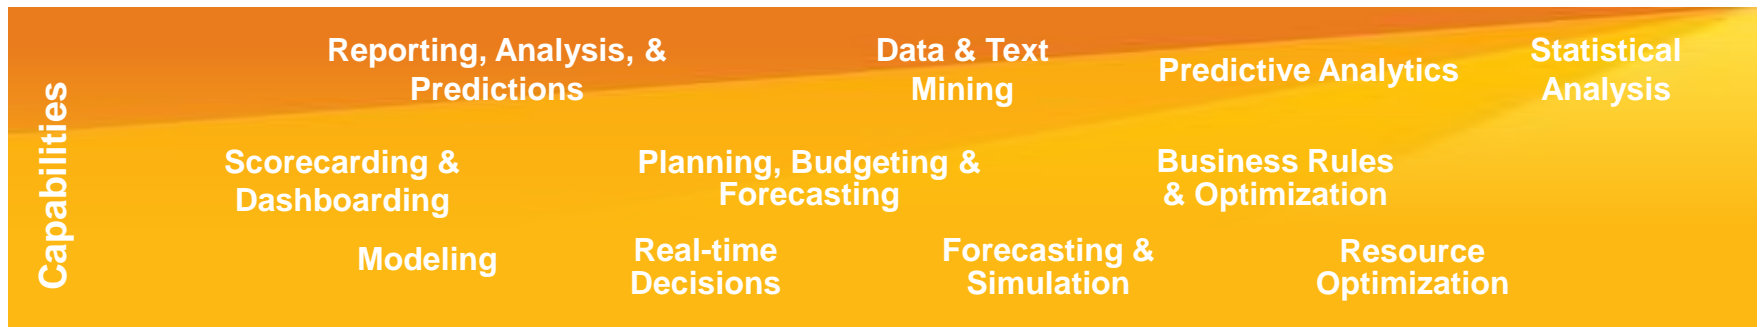 Capabilities
Reporting, Analysis, &
Predictions
Data & Text
Mining
Predictive Analytics
Statistical
Analysis
Scorecarding &
Dashboarding
Planning, Budgeting &
Forecasting
Business Rules
& Optimization
Modeling
Real-time
Decisions
Forecasting &
Simulation
Resource
Optimization